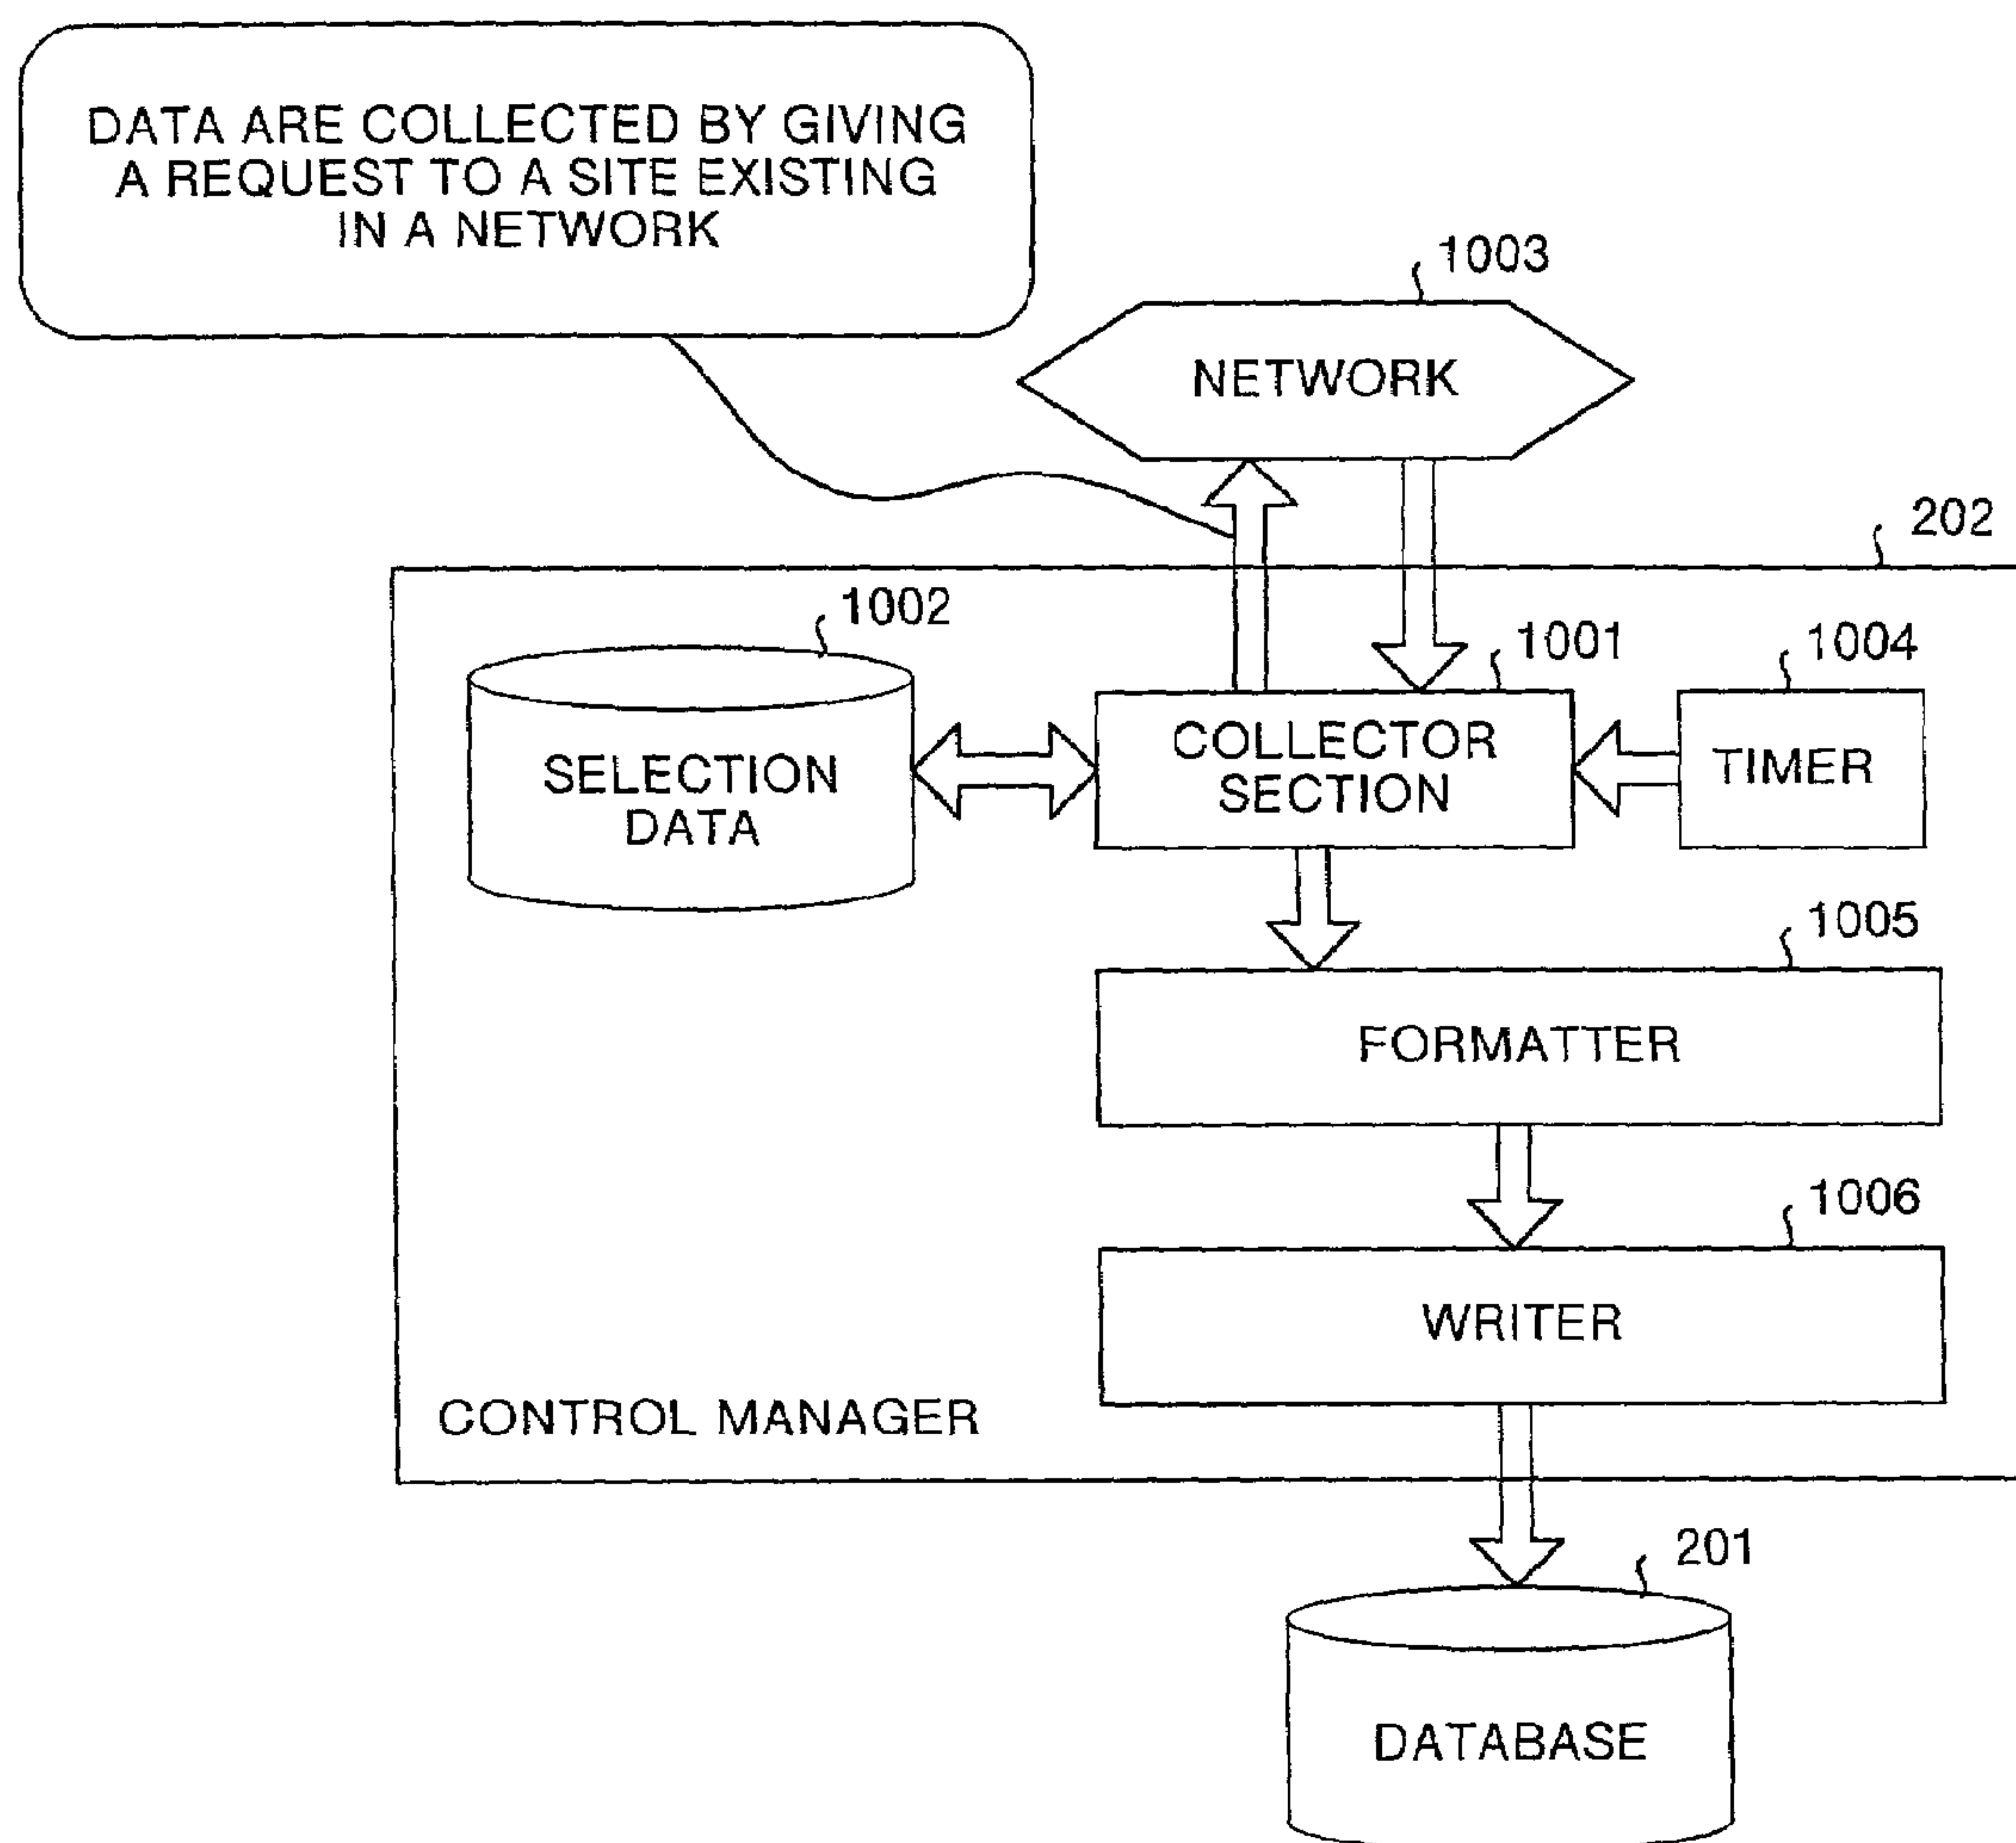 DATA ARE COLLECTED BY GIVING
A REQUEST TO A SITE EXISTING
IN A NETWORK
1003
NETWORK
202
1002
1001
1004
SELECTION
DATA
COLLECTOR
SECTION
TIMER
1005
FORMATTER
1006
WRITER
CONTROL MANAGER
201
DATABASE